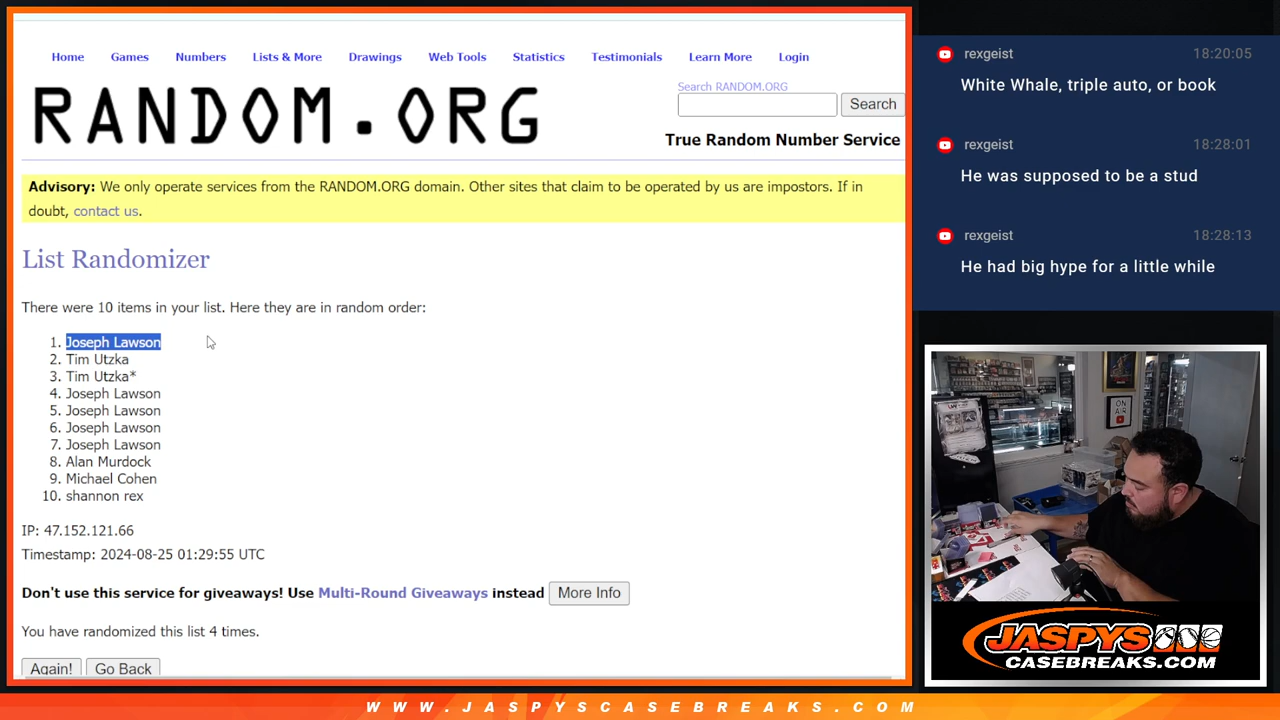 Home Games Numbers Lists & More Drawings Web Tools Statistics Testimonials Learn More Login
RANDOM.ORG
Search RANDOM.ORG
Search
True Random Number Service
Advisory: We only operate services from the RANDOM.ORG domain. Other sites that claim to be operated by us are impostors. If in
doubt, contact us.
List Randomizer
There were 10 items in your list. Here they are in random order:
1. Joseph Lawson
2. Tim Utzka
3. Tim Utzka*
4. Joseph Lawson
5. Joseph Lawson
6. Joseph Lawson
7. Joseph Lawson
8. Alan Murdock
9. Michael Cohen
10. shannon rex
IP: 47.152.121.66
Timestamp: 2024-08-25 01:29:55 UTC
Don't use this service for giveaways! Use Multi-Round Giveaways instead More Info
You have randomized this list 4 times.
Again! Go Back
rexgeist 18:20:05
White Whale, triple auto, or book
rexgeist 18:28:01
He was supposed to be a stud
rexgeist 18:28:13
He had big hype for a little while
ON
AIR
JASPYS
CASEBREAKS.COM
WWW.JASPYSCASEBREAKS.COM